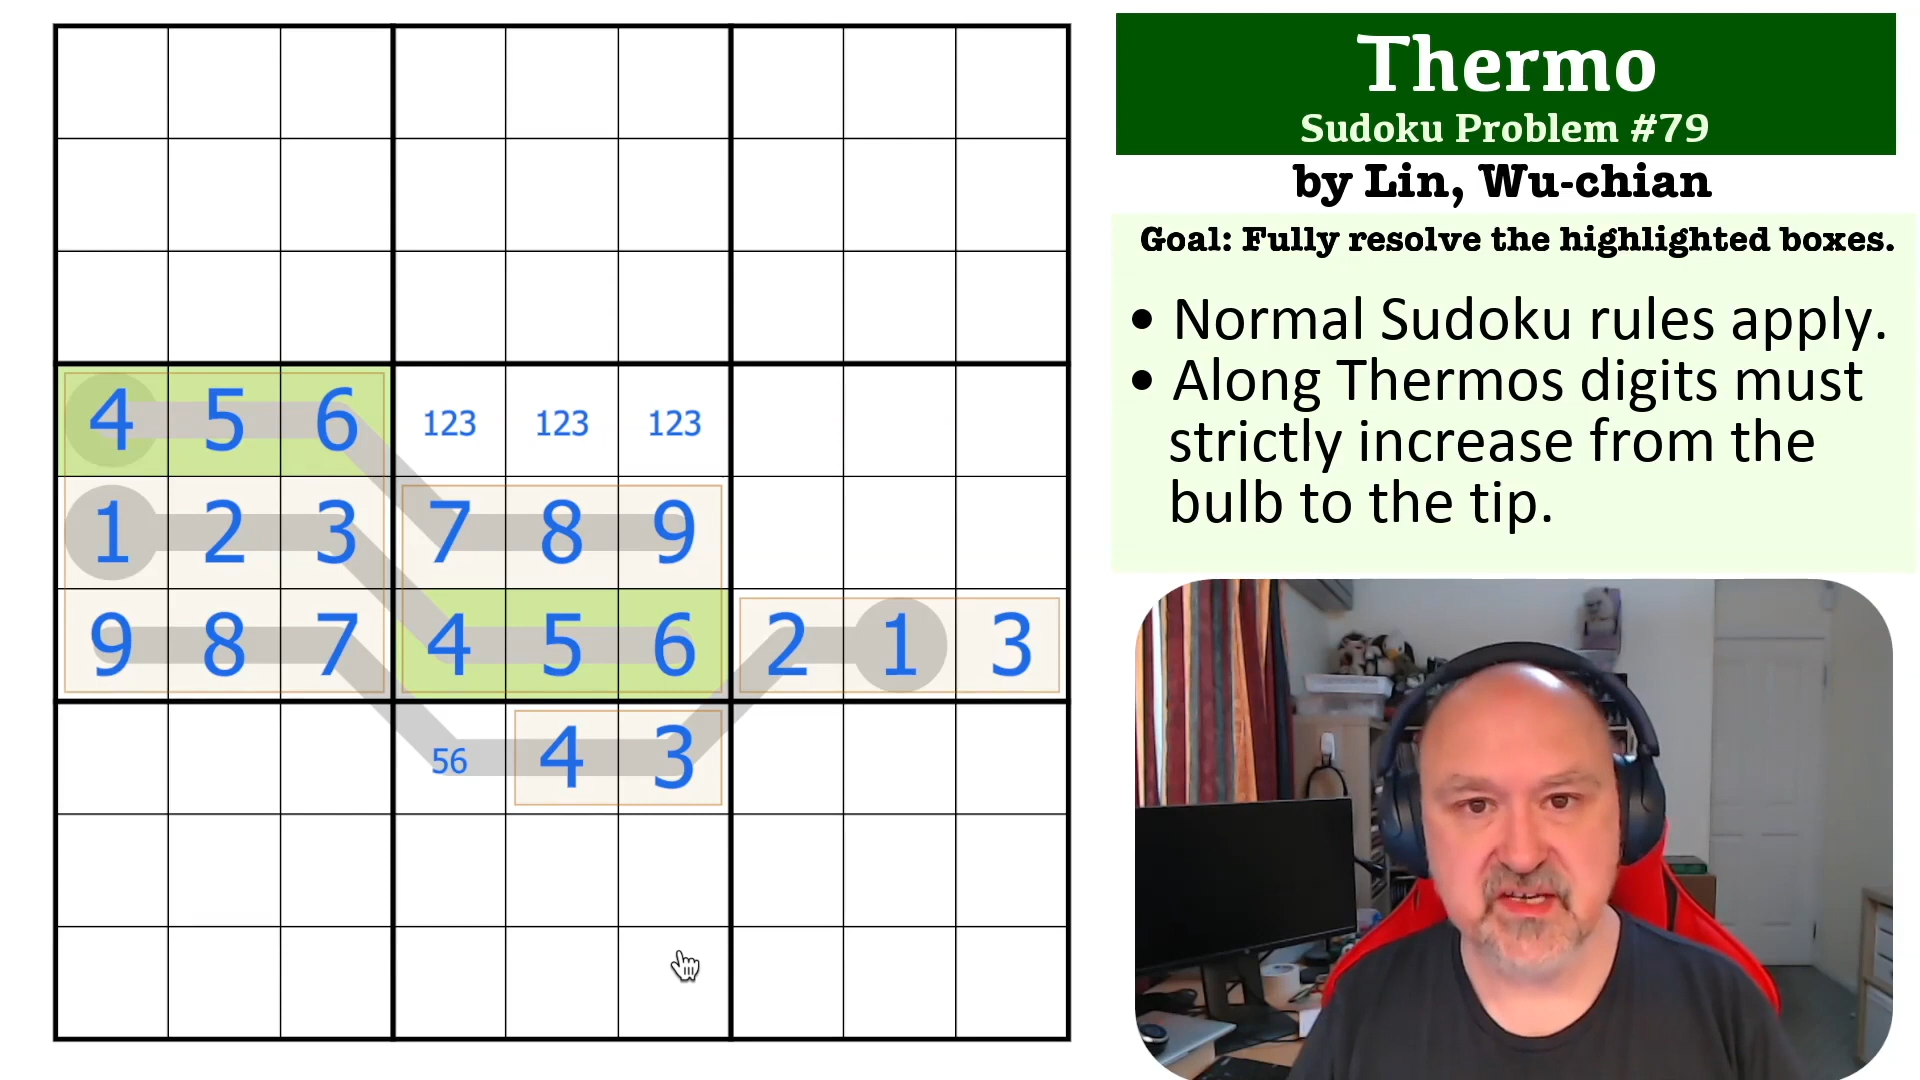 Thermo
Sudoku Problem #79
by Lin, Wu-chian
Goal: Fully resolve the highlighted boxes.
• Normal Sudoku rules apply.
• Along Thermos digits must
strictly increase from the
bulb to the tip.
4 5 6 123 123 123
1 2 3 7 8 9
9 8 7 4 5 6 2 1 3
56 4 3